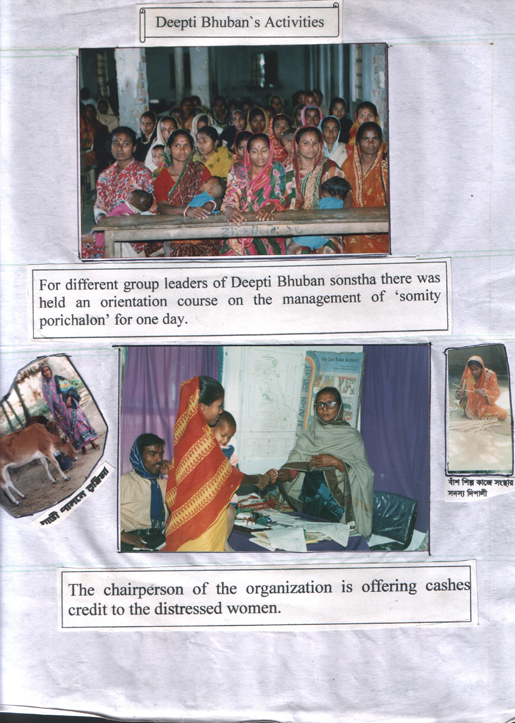 Deepti Bhuban`s Activities
For different group leaders of Deepti Bhuban sonstha there was
held an orientation course on the management of 'somity
porichalon' for one day.
গাভী পালনে
বাঁশ শিল্প কাজে সংস্থার
সদস্য দিপালী
The chairperson of the organization is offering cashes
credit to the distressed women.